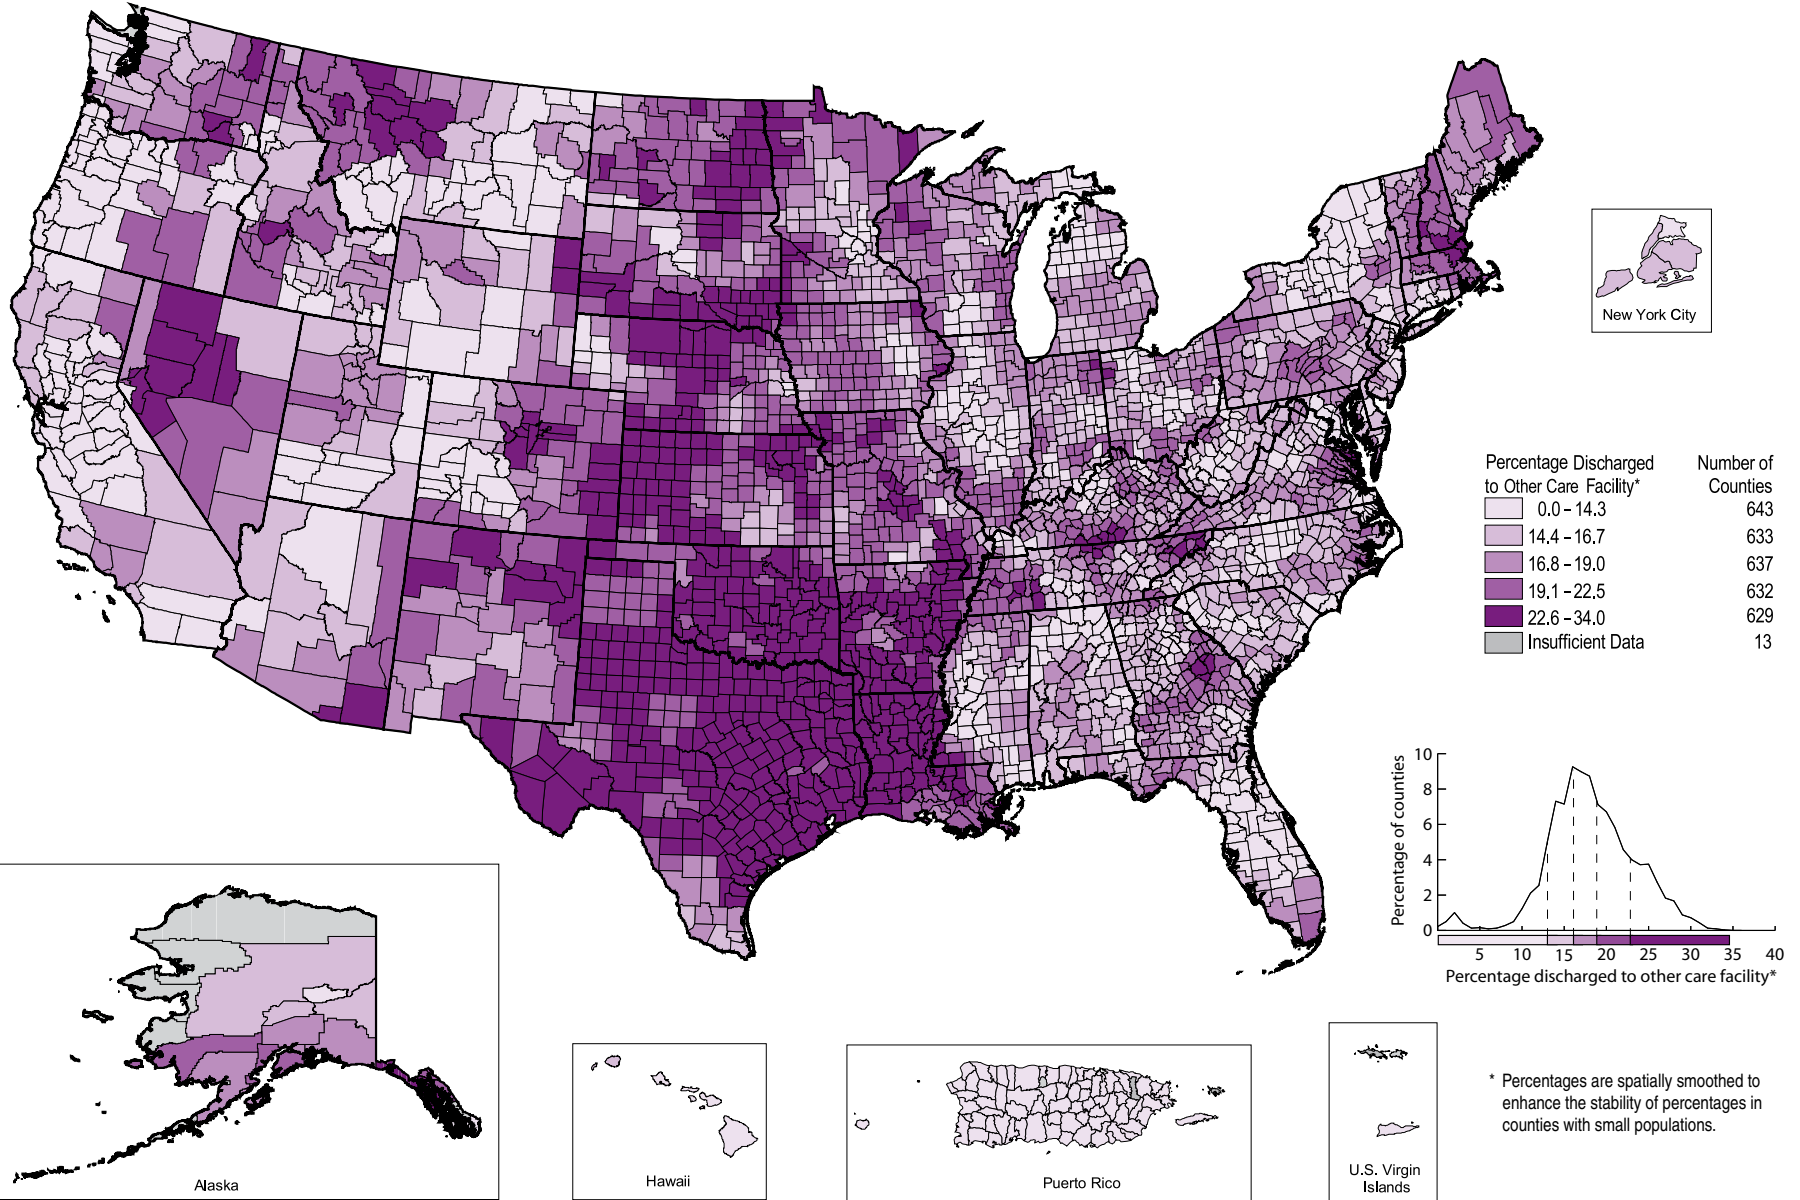 New York City
Percentage Discharged
to Other Care Facility*
Number of
Counties
0.0 – 14.3 643
14.4 – 16.7 633
16.8 – 19.0 637
19.1 – 22.5 632
22.6 – 34.0 629
Insufficient Data 13
Percentage of counties
10
8
6
4
2
0
5 10 15 20 25 30 35 40
Percentage discharged to other care facility*
* Percentages are spatially smoothed to
enhance the stability of percentages in
counties with small populations.
Alaska
Hawaii
Puerto Rico
U.S. Virgin
Islands